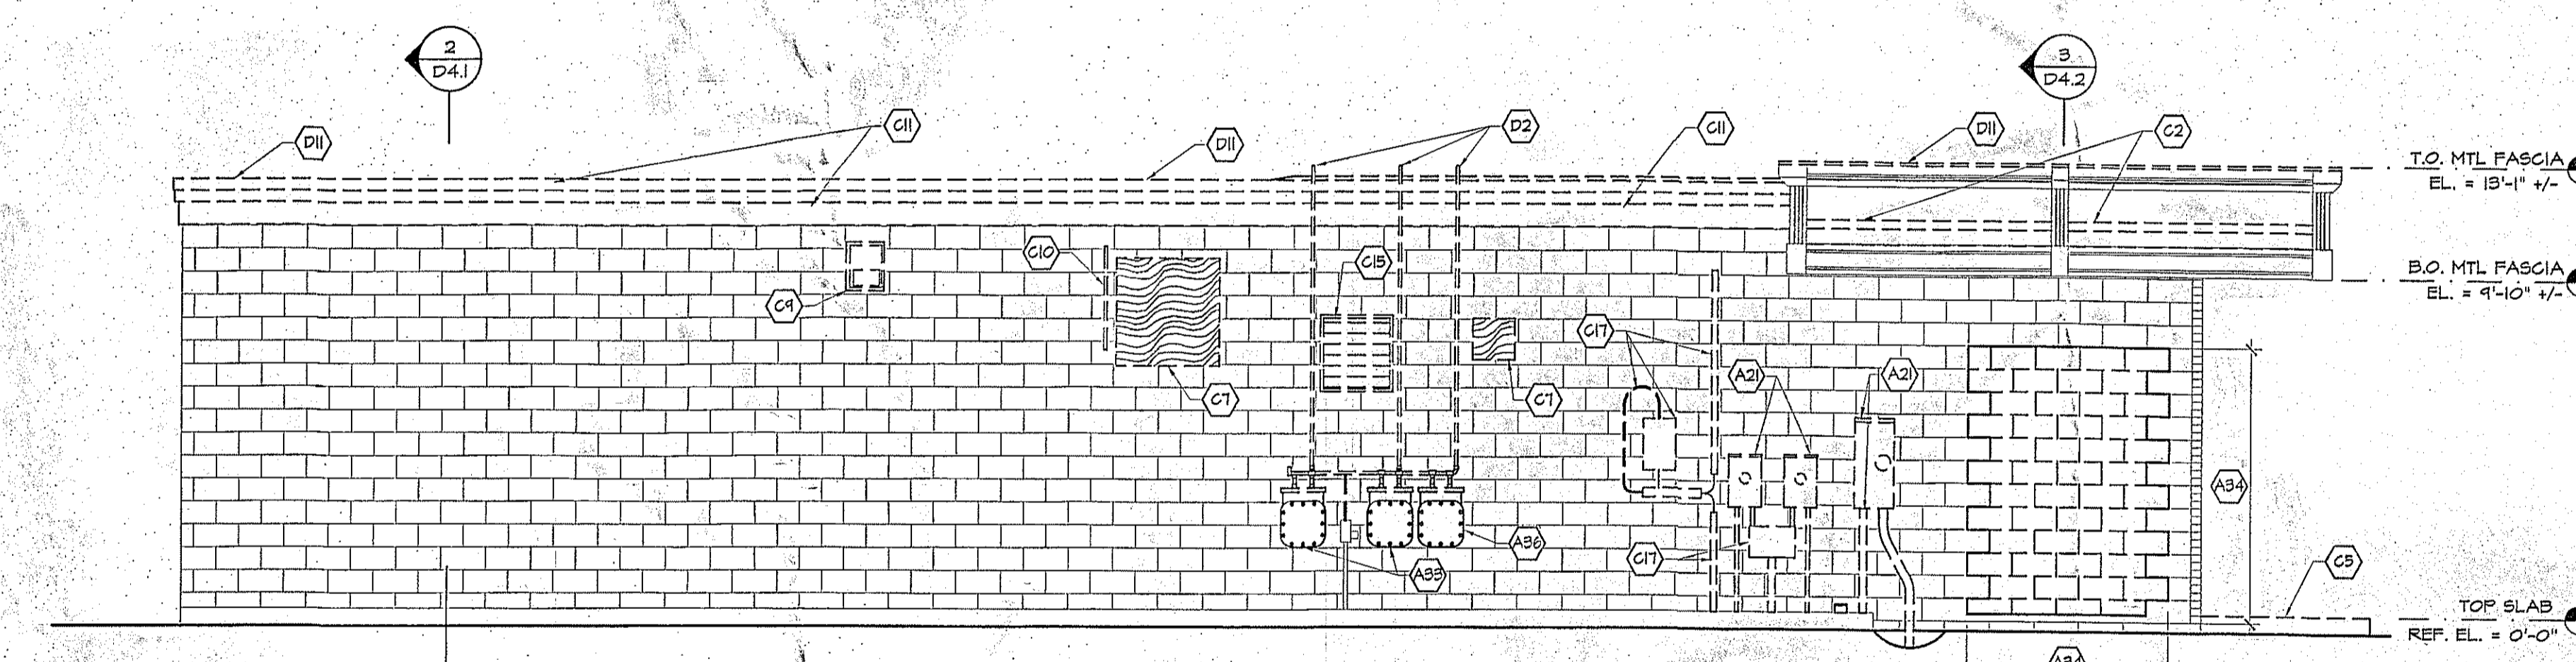 2
D4.1
3
D4.2
D11
C11
D11
D2
C11
D11
C2
T.O. MTL FASCIA
EL. = 13'-1" +/-
C10
C15
C9
B.O. MTL FASCIA
EL. = 9'-10" +/-
C17
A21
A21
C7
C7
A34
A36
C17
A33
C5
TOP SLAB
REF. EL. = 0'-0"
A34